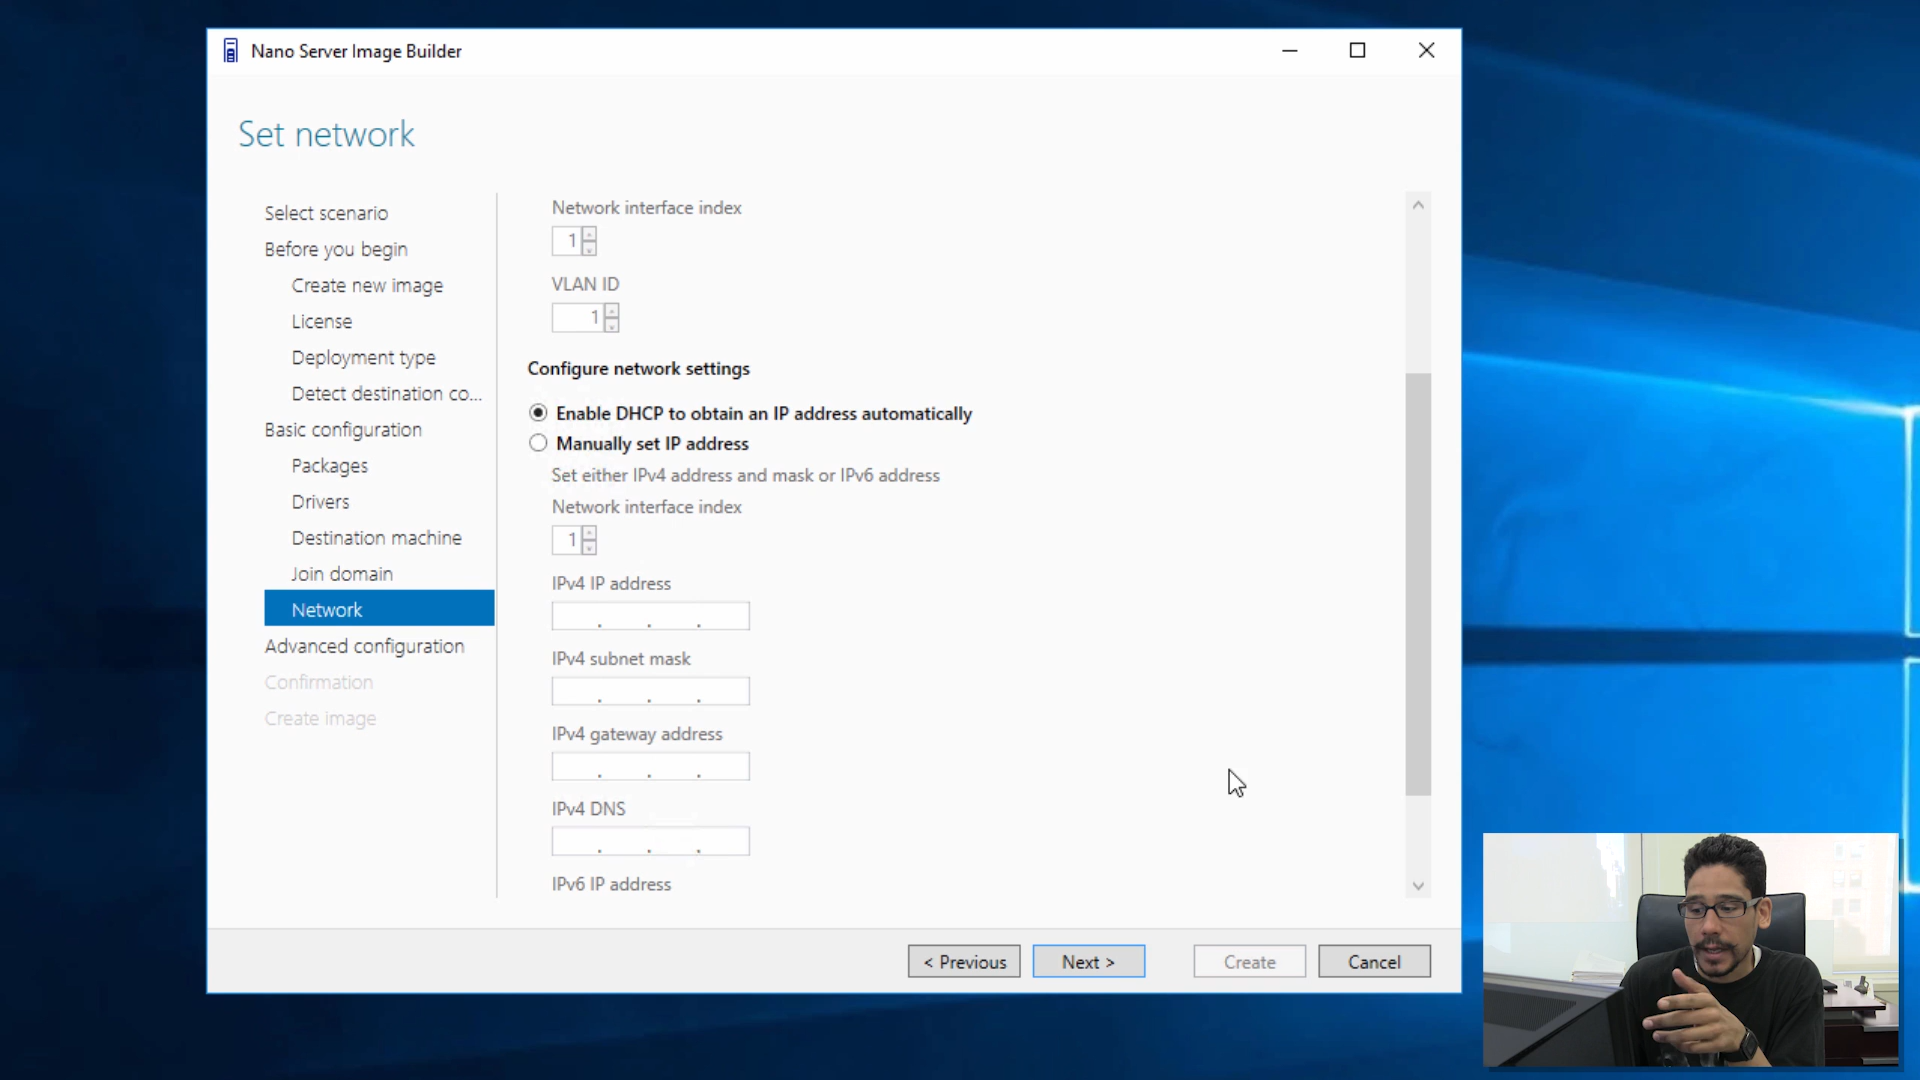 Nano Server Image Builder
Set network
Select scenario
Before you begin
Create new image
License
Deployment type
Detect destination co...
Basic configuration
Packages
Drivers
Destination machine
Join domain
Network
Advanced configuration
Confirmation
Create image
Network interface index
1
VLAN ID
1
Configure network settings
Enable DHCP to obtain an IP address automatically
Manually set IP address
Set either IPv4 address and mask or IPv6 address
Network interface index
1
IPv4 IP address
. . .
IPv4 subnet mask
. . .
IPv4 gateway address
. . .
IPv4 DNS
. . .
IPv6 IP address
< Previous
Next >
Create
Cancel